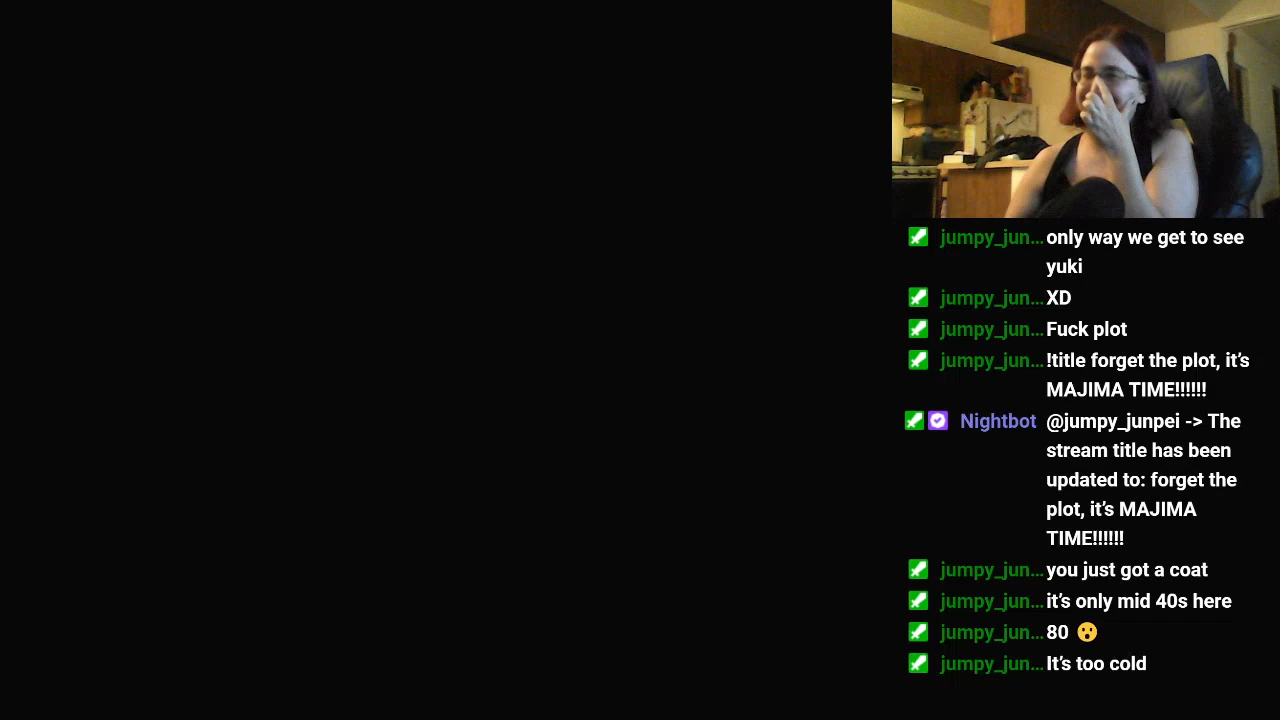 jumpy_jun... only way we get to see
yuki
jumpy_jun... XD
jumpy_jun... Fuck plot
jumpy_jun... !title forget the plot, it's
MAJIMA TIME!!!!!!
Nightbot @jumpy_junpei -> The
stream title has been
updated to: forget the
plot, it's MAJIMA
TIME!!!!!!
jumpy_jun... you just got a coat
jumpy_jun... it's only mid 40s here
jumpy_jun... 80 😮
jumpy_jun... It's too cold